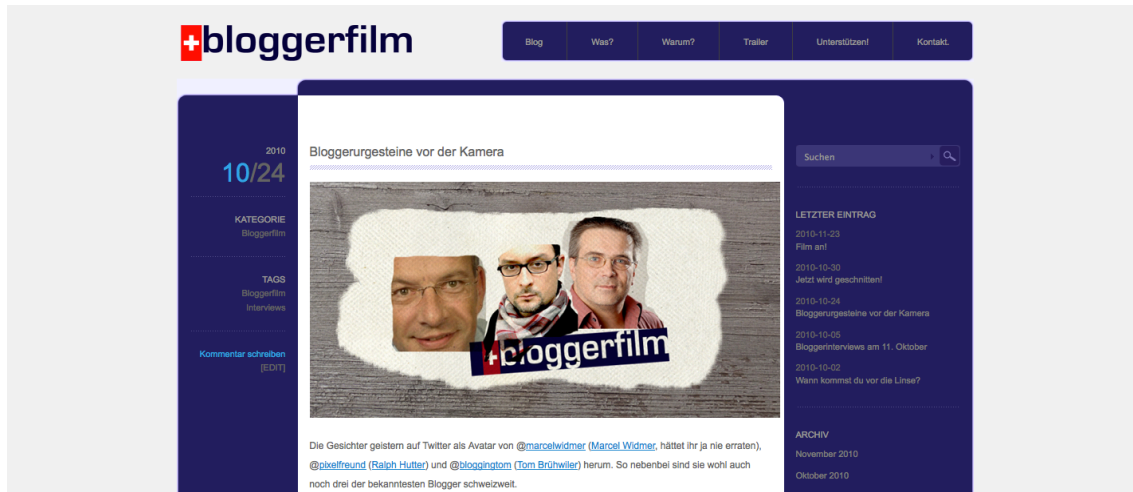 +bloggerfilm
Blog
Was?
Warum?
Trailer
Unterstützen!
Kontakt.
2010
10/24
KATEGORIE
Bloggerfilm
TAGS
Bloggerfilm
Interviews
Kommentar schreiben
[EDIT]
Bloggerurgesteine vor der Kamera
+bloggerfilm
Die Gesichter geistern auf Twitter als Avatar von @marcelwidmer (Marcel Widmer, hättet ihr ja nie erraten),
@pixelfreund (Ralph Hutter) und @bloggingtom (Tom Brühwiler) herum. So nebenbei sind sie wohl auch
noch drei der bekanntesten Blogger schweizweit.
Suchen
LETZTER EINTRAG
2010-11-23
Film an!
2010-10-30
Jetzt wird geschnitten!
2010-10-24
Bloggerurgesteine vor der Kamera
2010-10-05
Bloggerinterviews am 11. Oktober
2010-10-02
Wann kommst du vor die Linse?
ARCHIV
November 2010
Oktober 2010